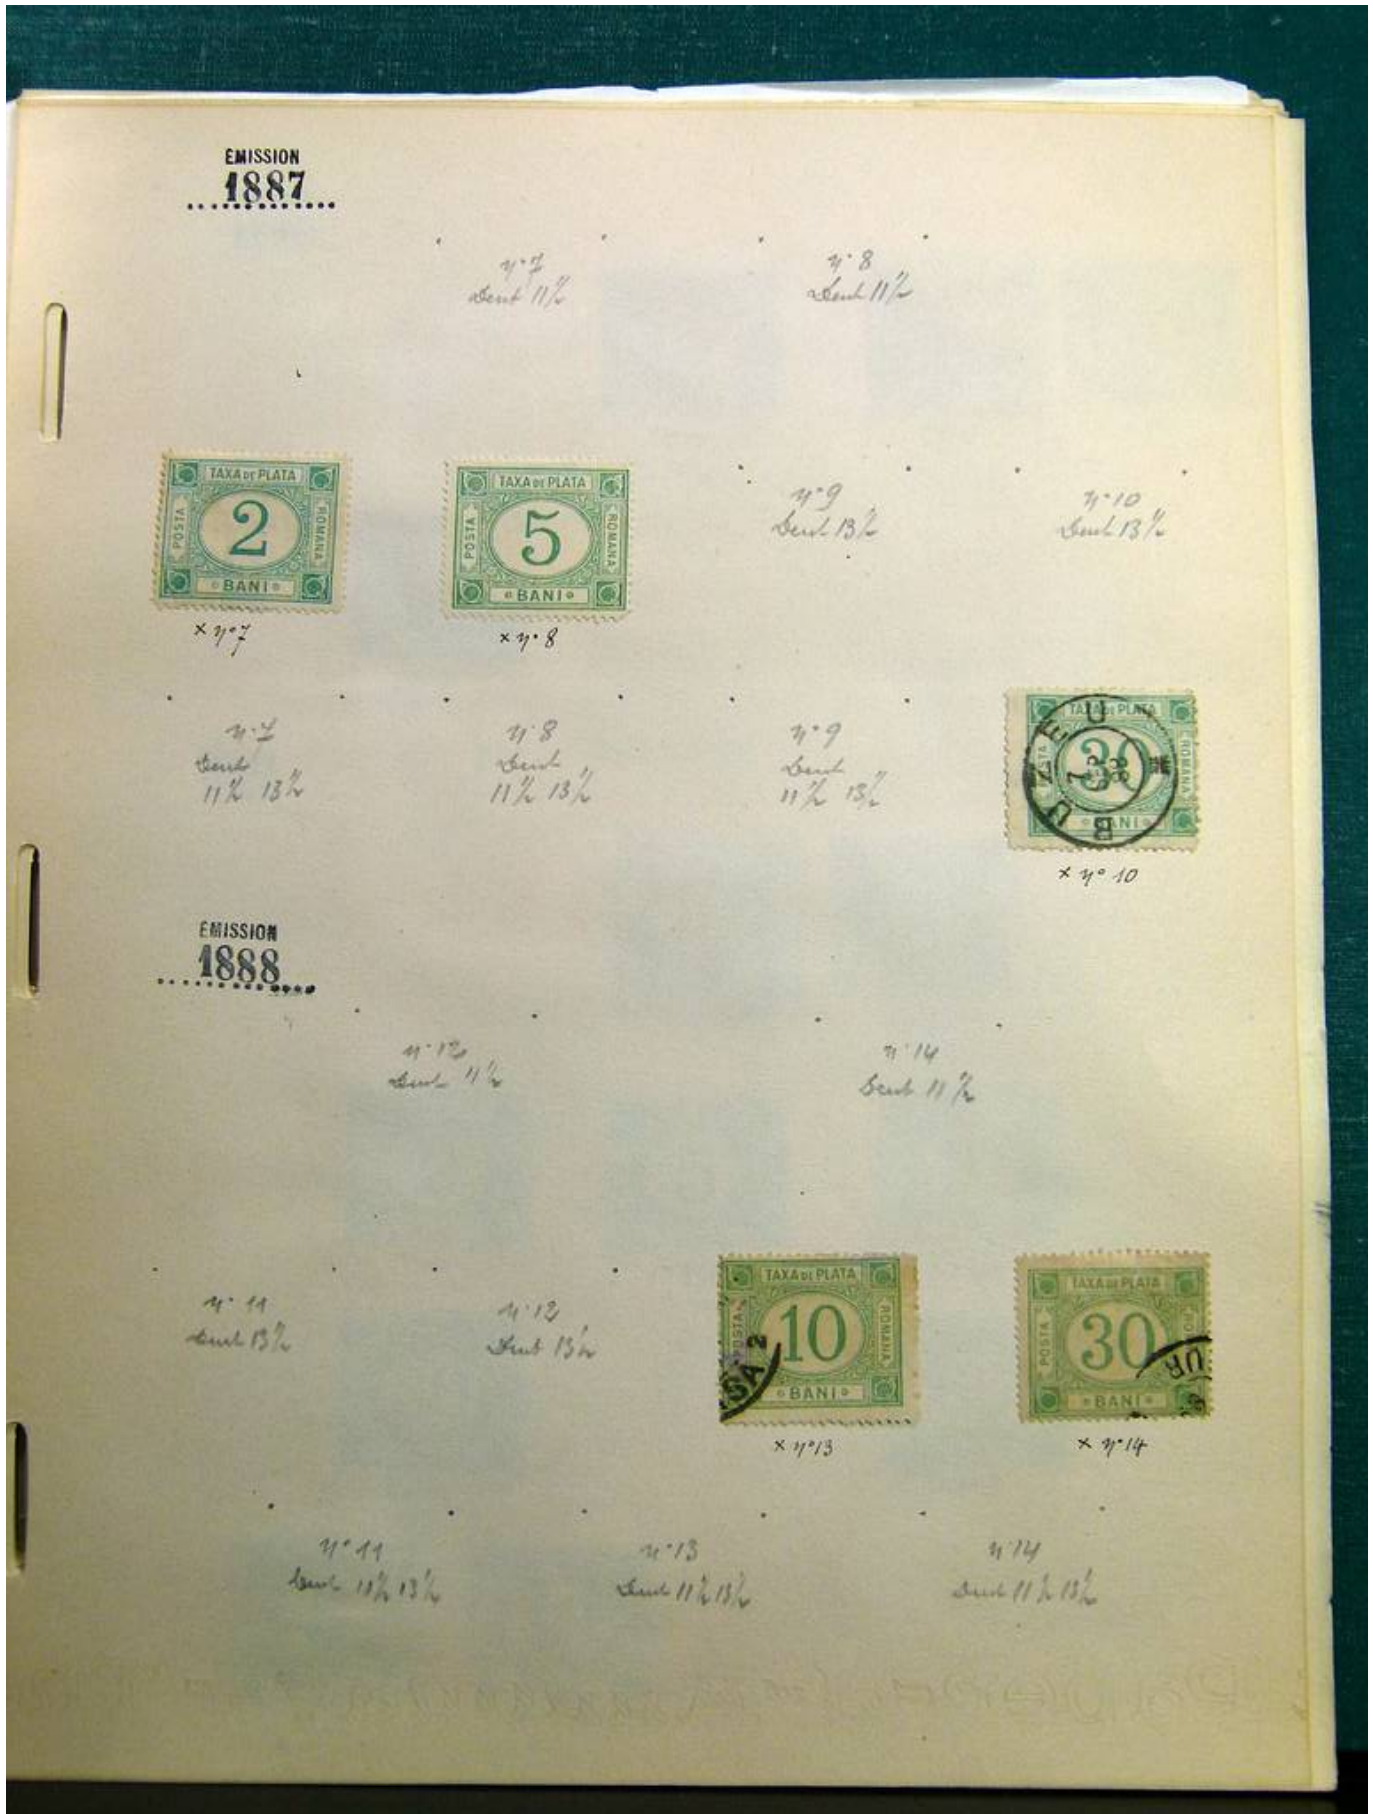 EMISSION
1887
n° 7
Dent 11½
n° 8
Dent 11½
TAXA DE PLATA
POSTA
2
ROMANA
BANI
× n° 7
TAXA DE PLATA
POSTA
5
ROMANA
BANI
× n° 8
n° 9
Dent 13½
n° 10
Dent 13½
n° 7
Dent
11½ 13½
n° 8
Dent
11½ 13½
n° 9
Dent
11½ 13½
TAXA DE PLATA
POSTA
30
ROMANA
BANI
BUZEU
× n° 10
EMISSION
1888
n° 12
Dent 11½
n° 14
Dent 11½
n° 11
Dent 13½
n° 12
Dent 13½
TAXA DE PLATA
POSTA
10
ROMANA
BANI
× n° 13
TAXA DE PLATA
POSTA
30
BANI
UR
× n° 14
n° 11
Dent 11½ 13½
n° 13
Dent 11½ 13½
n° 14
Dent 11½ 13½